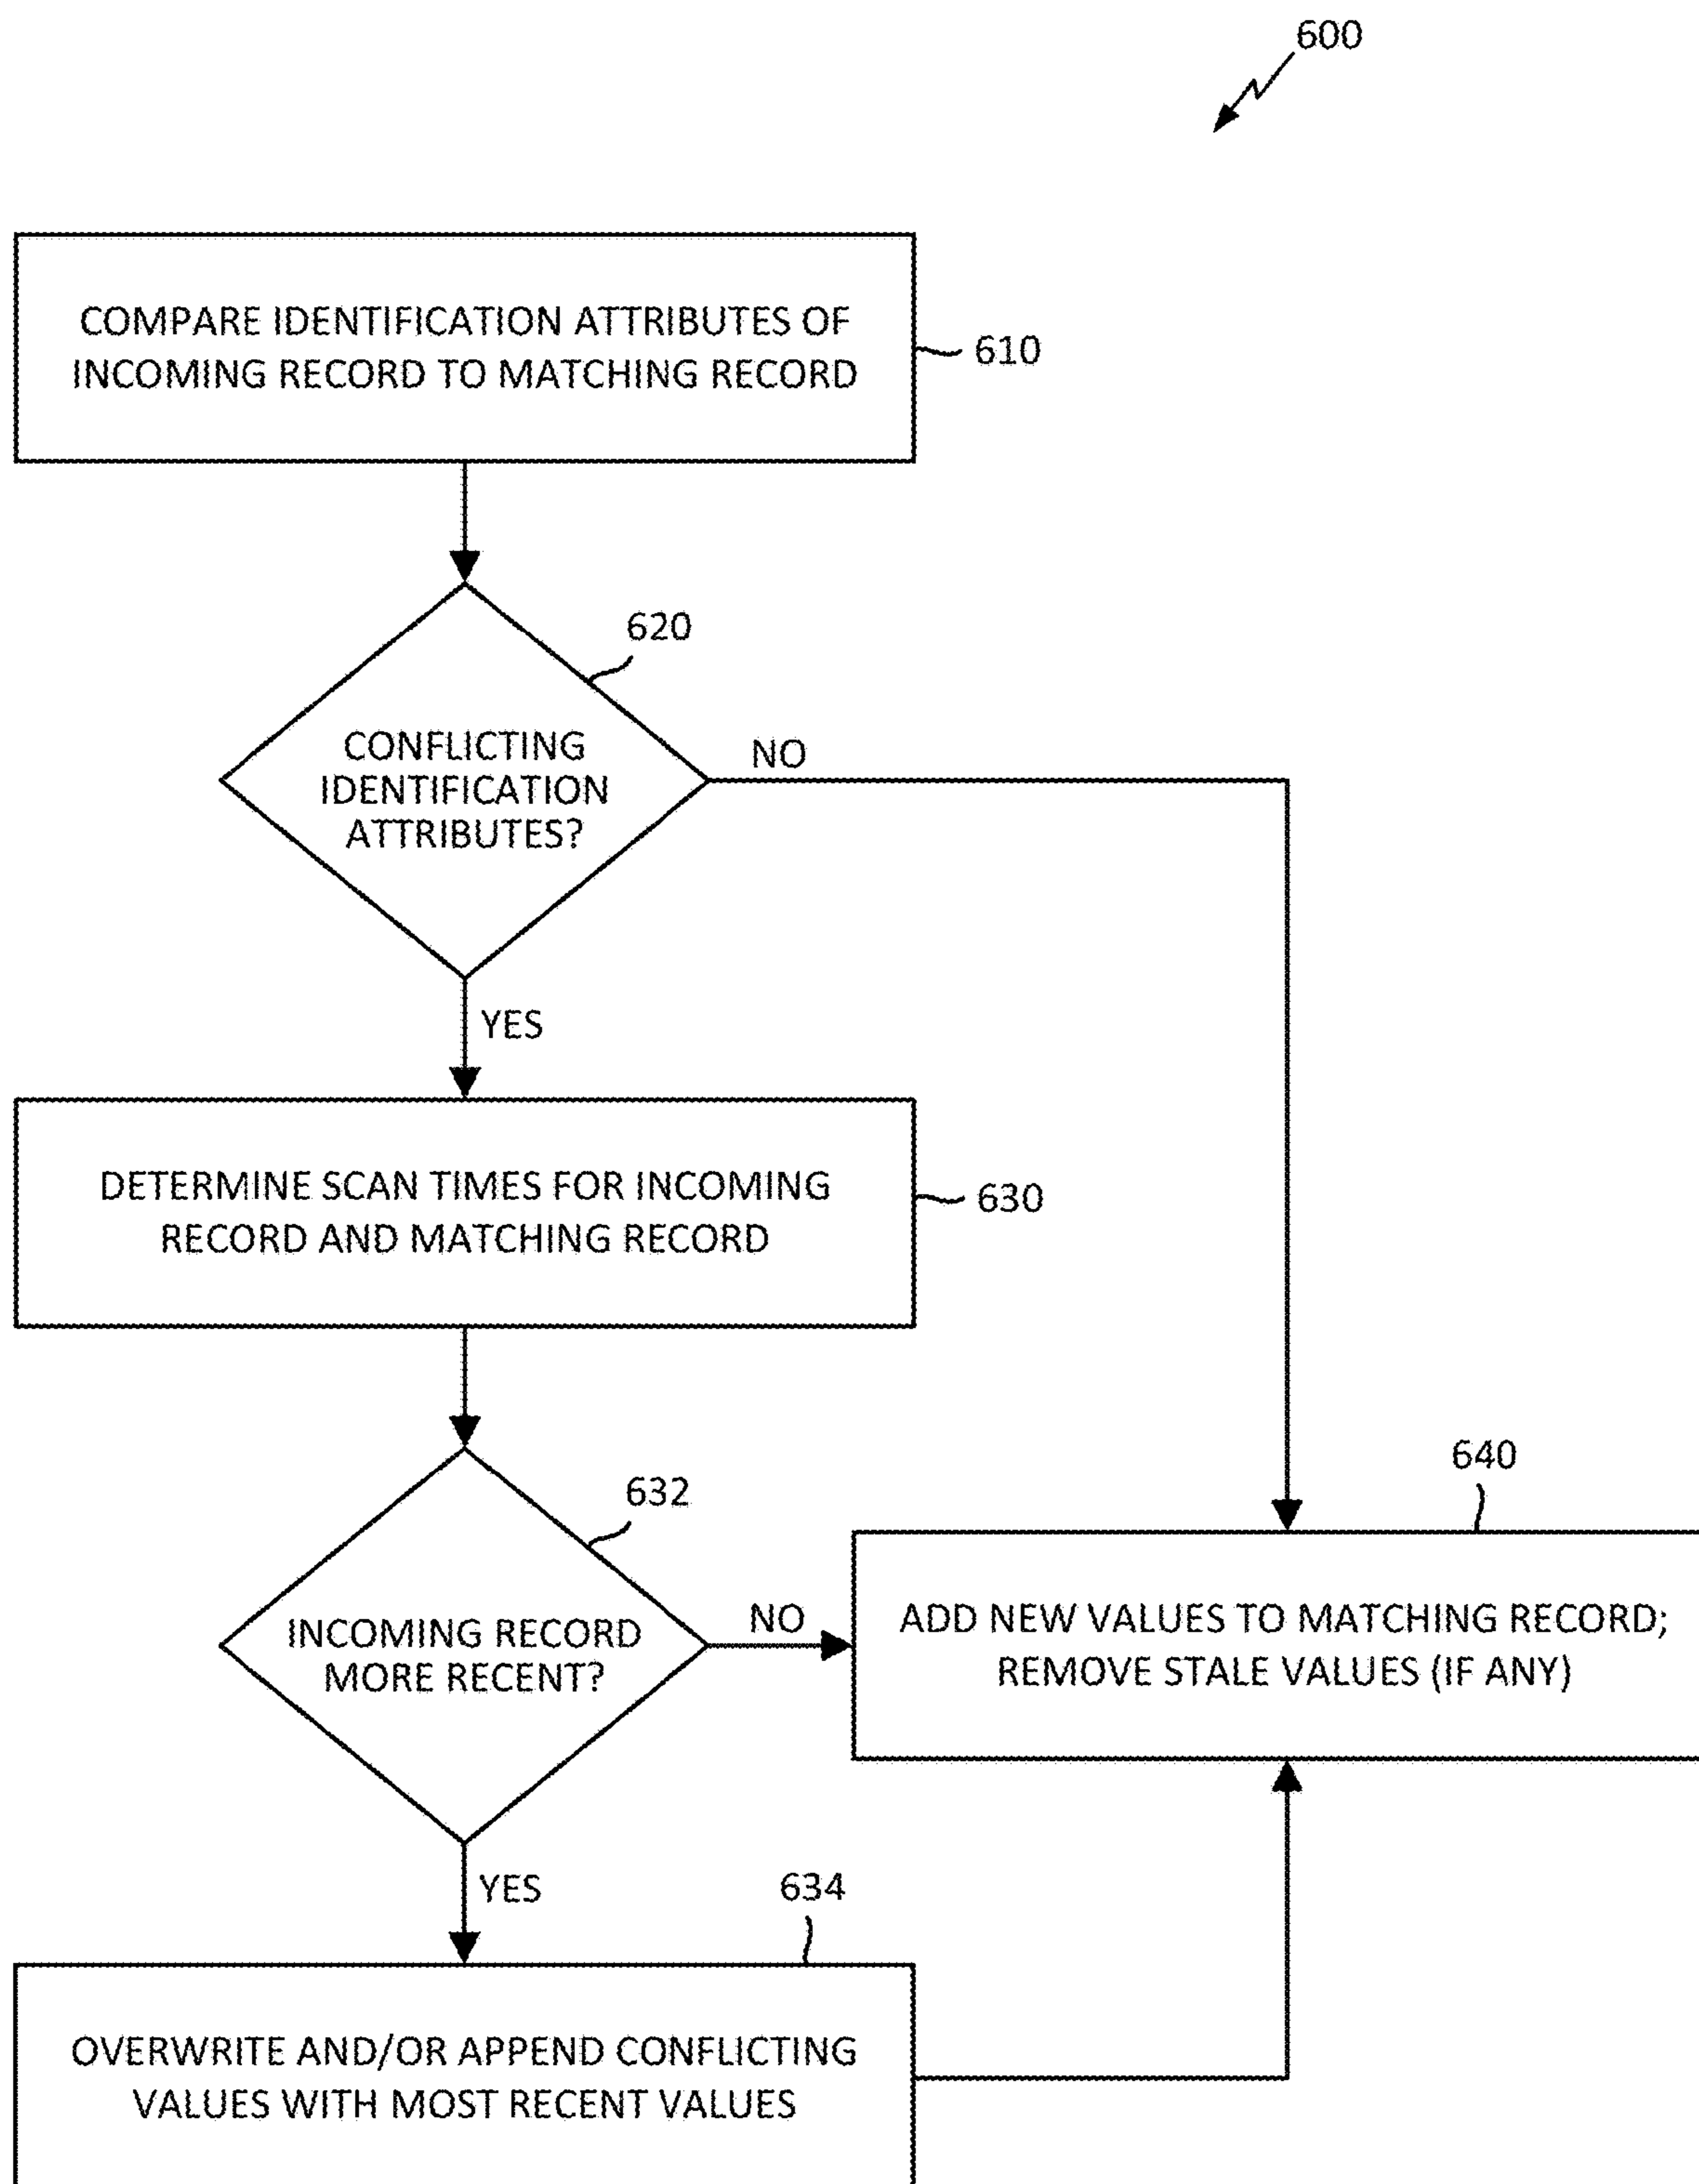 600
COMPARE IDENTIFICATION ATTRIBUTES OF
INCOMING RECORD TO MATCHING RECORD
610
620
CONFLICTING
IDENTIFICATION
ATTRIBUTES?
NO
YES
DETERMINE SCAN TIMES FOR INCOMING
RECORD AND MATCHING RECORD
630
632
INCOMING RECORD
MORE RECENT?
NO
640
ADD NEW VALUES TO MATCHING RECORD;
REMOVE STALE VALUES (IF ANY)
YES
634
OVERWRITE AND/OR APPEND CONFLICTING
VALUES WITH MOST RECENT VALUES